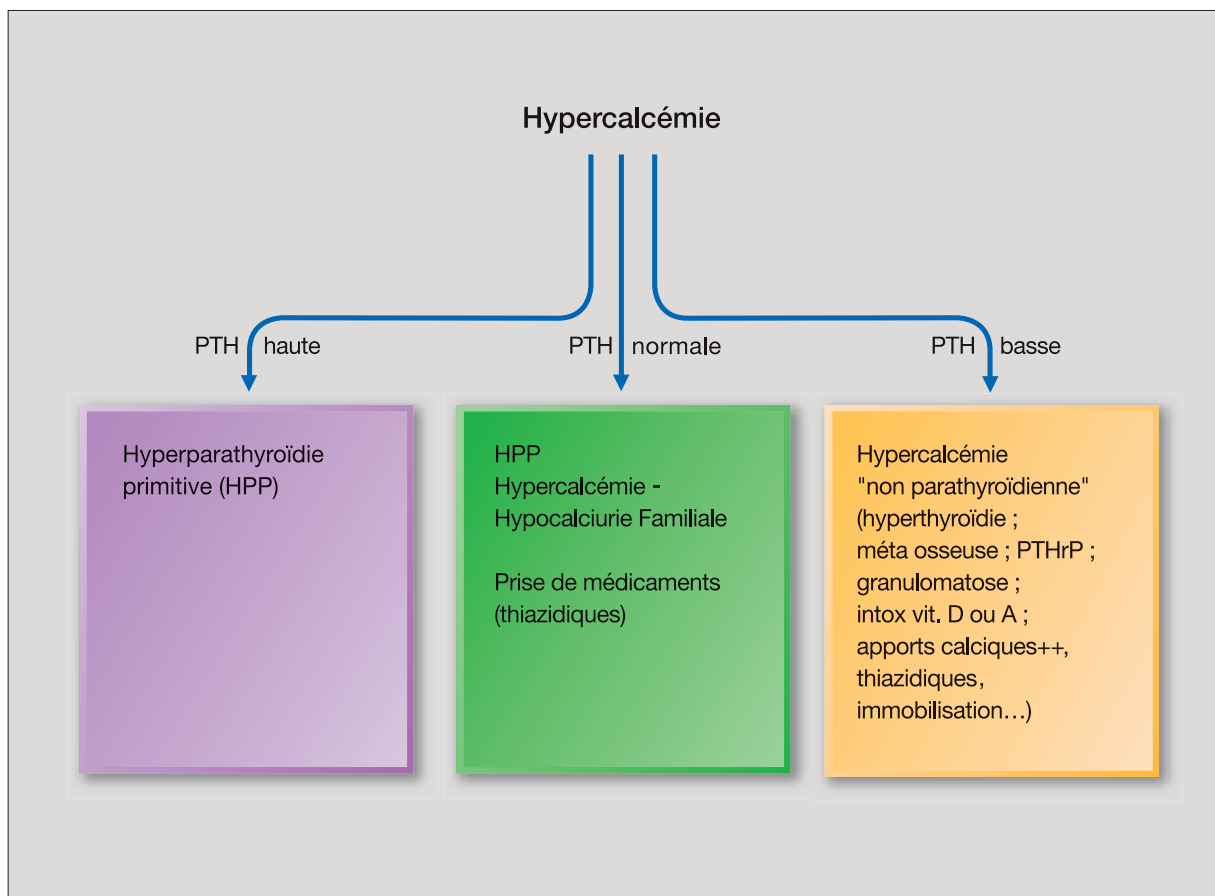 Hypercalcémie
PTH haute
PTH normale
PTH basse
Hyperparathyroïdie
primitive (HPP)
HPP
Hypercalcémie -
Hypocalciurie Familiale
Prise de médicaments
(thiazidiques)
Hypercalcémie
"non parathyroïdienne"
(hyperthyroïdie ;
méta osseuse ; PTHrP ;
granulomatose ;
intox vit. D ou A ;
apports calciques++,
thiazidiques,
immobilisation…)